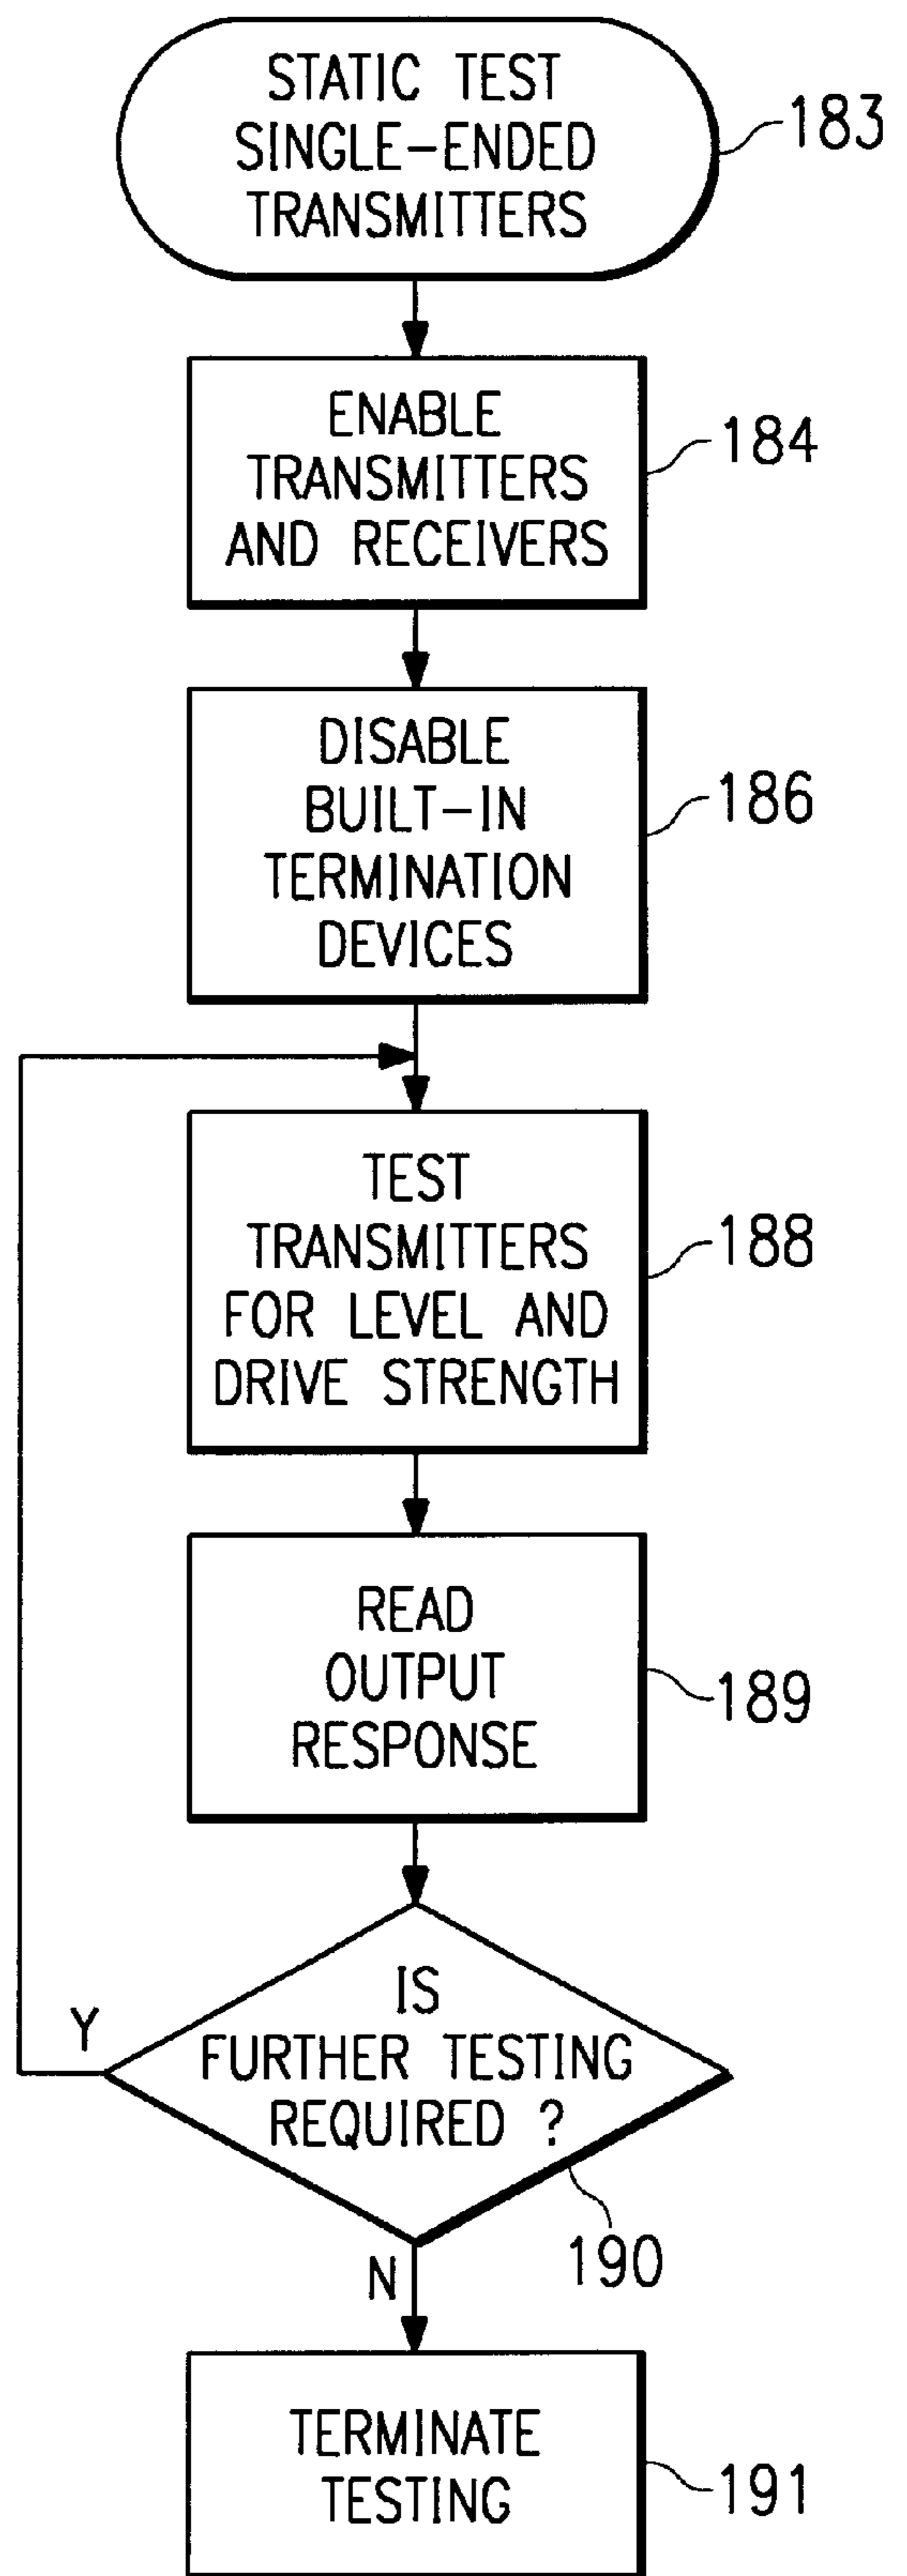 STATIC TEST
SINGLE-ENDED
TRANSMITTERS
183
ENABLE
TRANSMITTERS
AND RECEIVERS
184
DISABLE
BUILT-IN
TERMINATION
DEVICES
186
TEST
TRANSMITTERS
FOR LEVEL AND
DRIVE STRENGTH
188
READ
OUTPUT
RESPONSE
189
IS
FURTHER TESTING
REQUIRED ?
Y
190
N
TERMINATE
TESTING
191